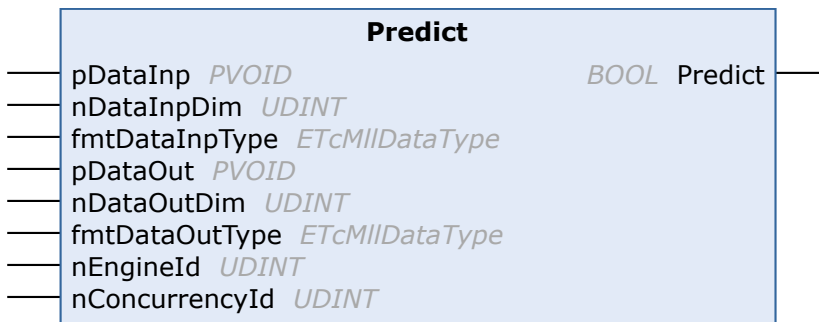 Predict
pDataInp PVOID BOOL Predict
nDataInpDim UDINT
fmtDataInpType ETcMllDataType
pDataOut PVOID
nDataOutDim UDINT
fmtDataOutType ETcMllDataType
nEngineId UDINT
nConcurrencyId UDINT